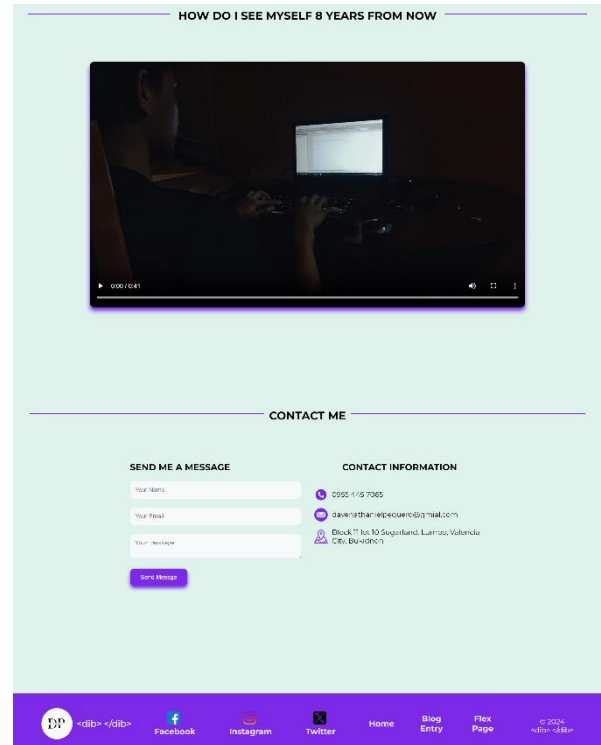 HOW DO I SEE MYSELF 8 YEARS FROM NOW
0:00 / 0:41
CONTACT ME
SEND ME A MESSAGE
Your Name
Your Email
Your message
Send Mesage
CONTACT INFORMATION
0955 445 7065
davenathanielpequero@gmial.com
Block 11 lot 10 Sugarland, Lumbo, Valencia
City, Bukidnon
DP
<dib> </dib>
Facebook
Instagram
Twitter
Home
Blog
Entry
Flex
Page
© 2024
<dib> </dib>